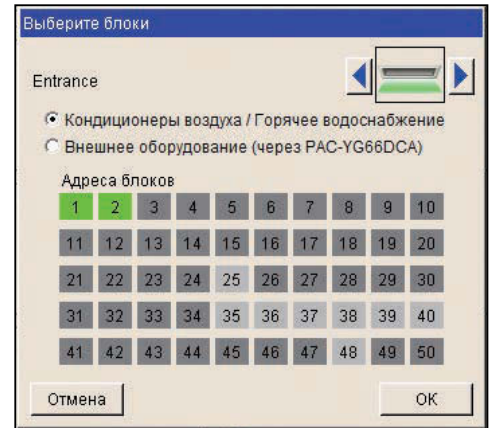 Выберите блоки
Entrance
Кондиционеры воздуха / Горячее водоснабжение
Внешнее оборудование (через PAC-YG66DCA)
Адреса блоков
1 2 3 4 5 6 7 8 9 10
11 12 13 14 15 16 17 18 19 20
21 22 23 24 25 26 27 28 29 30
31 32 33 34 35 36 37 38 39 40
41 42 43 44 45 46 47 48 49 50
Отмена OK